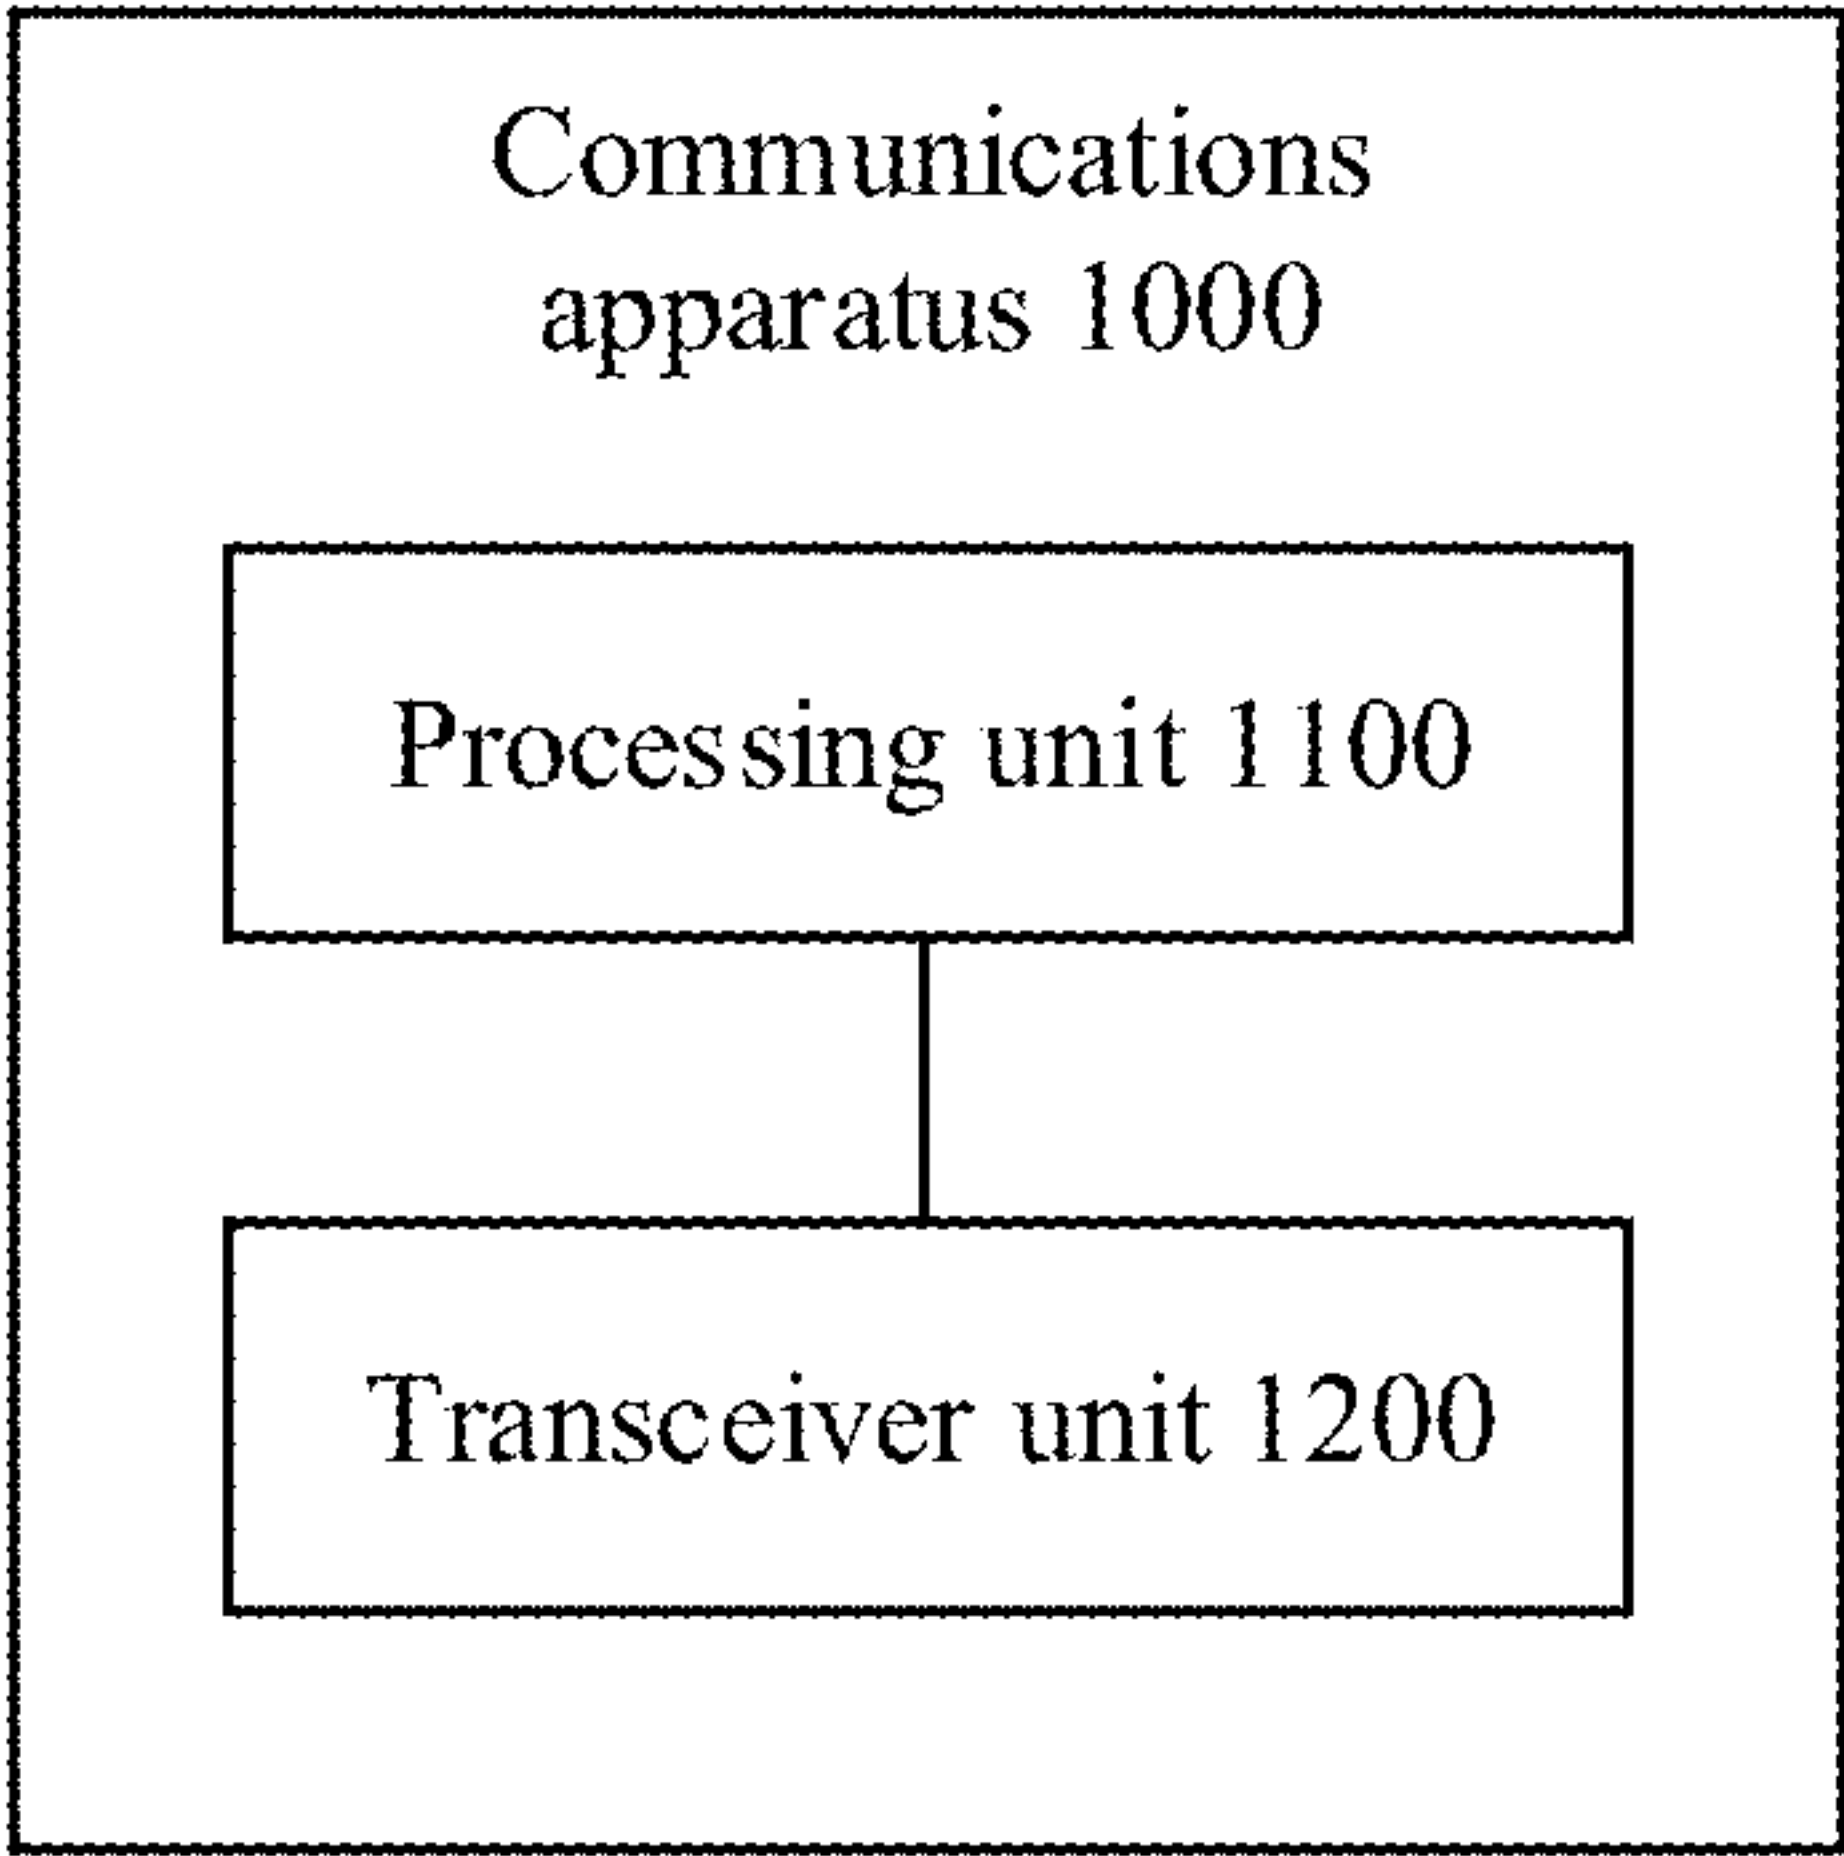 Communications
apparatus 1000
Processing unit 1100
Transceiver unit 1200